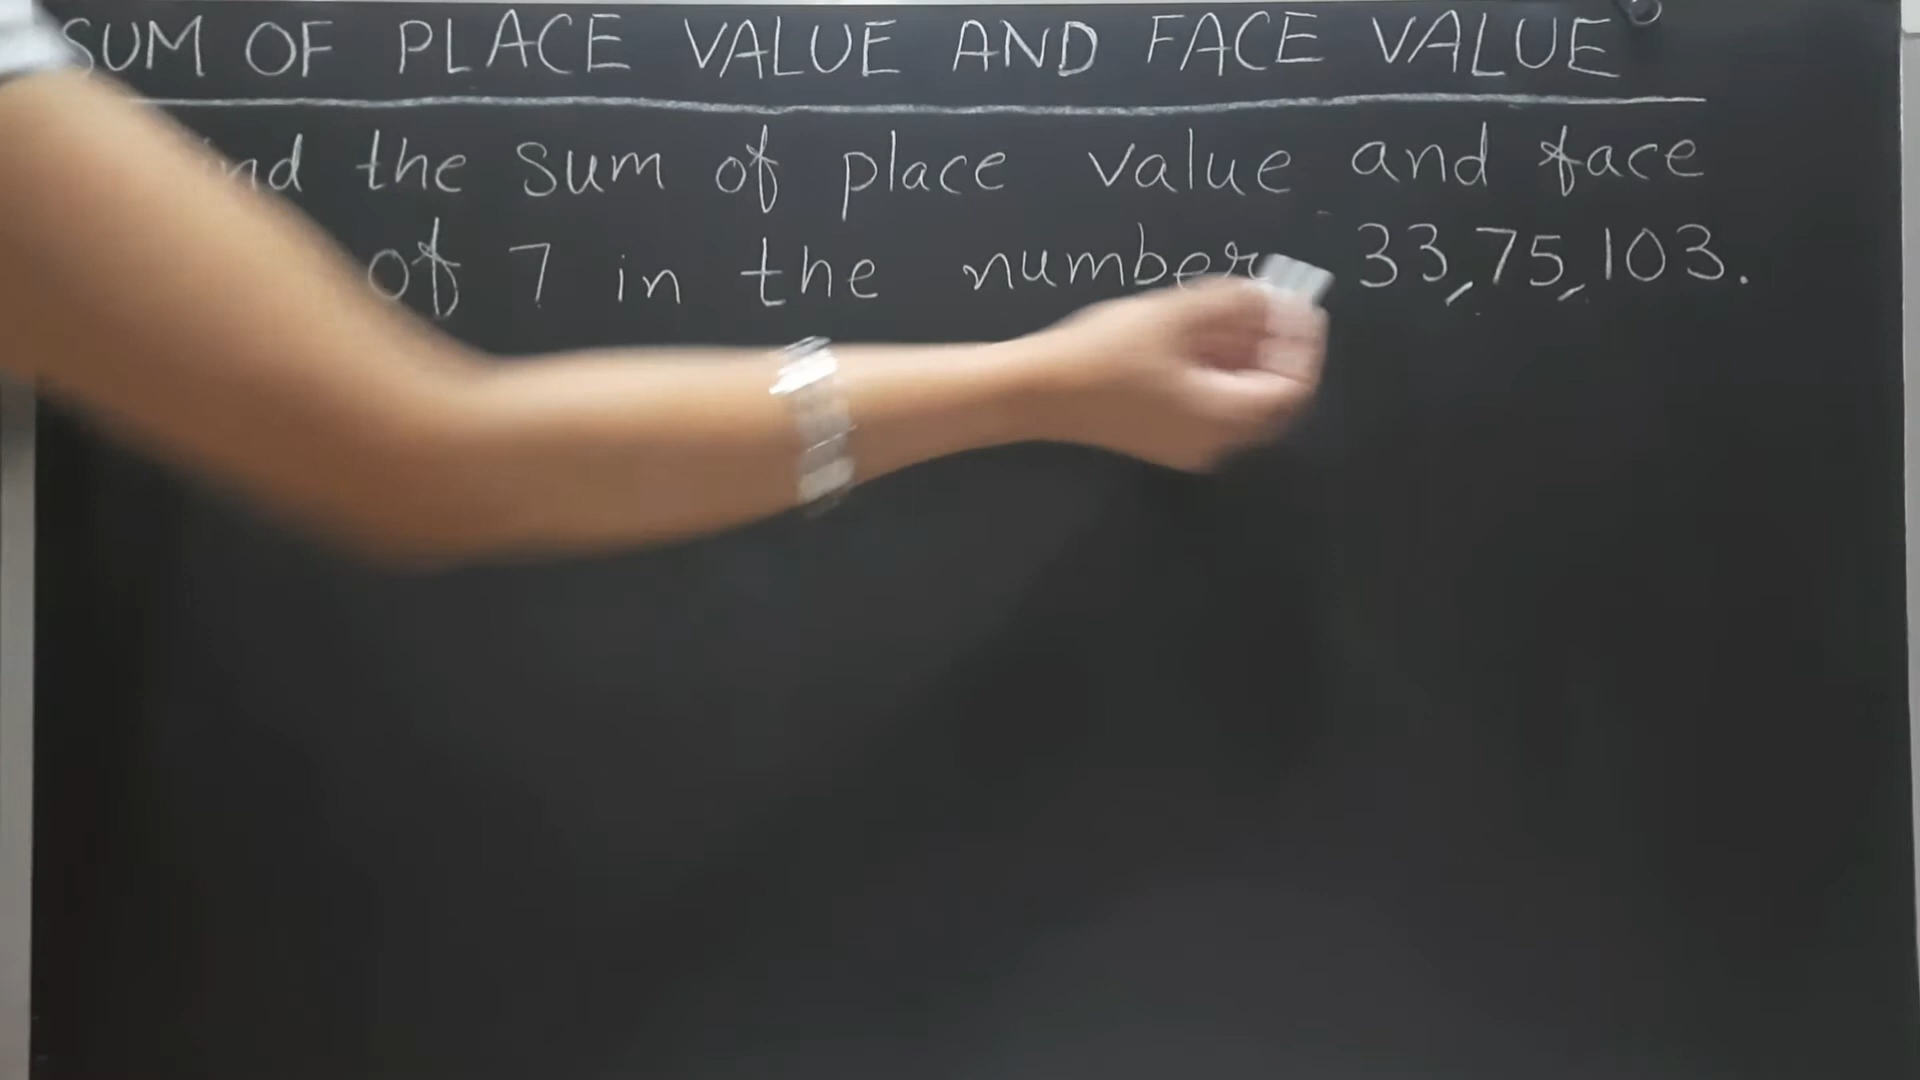 SUM OF PLACE VALUE AND FACE VALUE
the sum of place value and face
of 7 in the number 33,75,103.